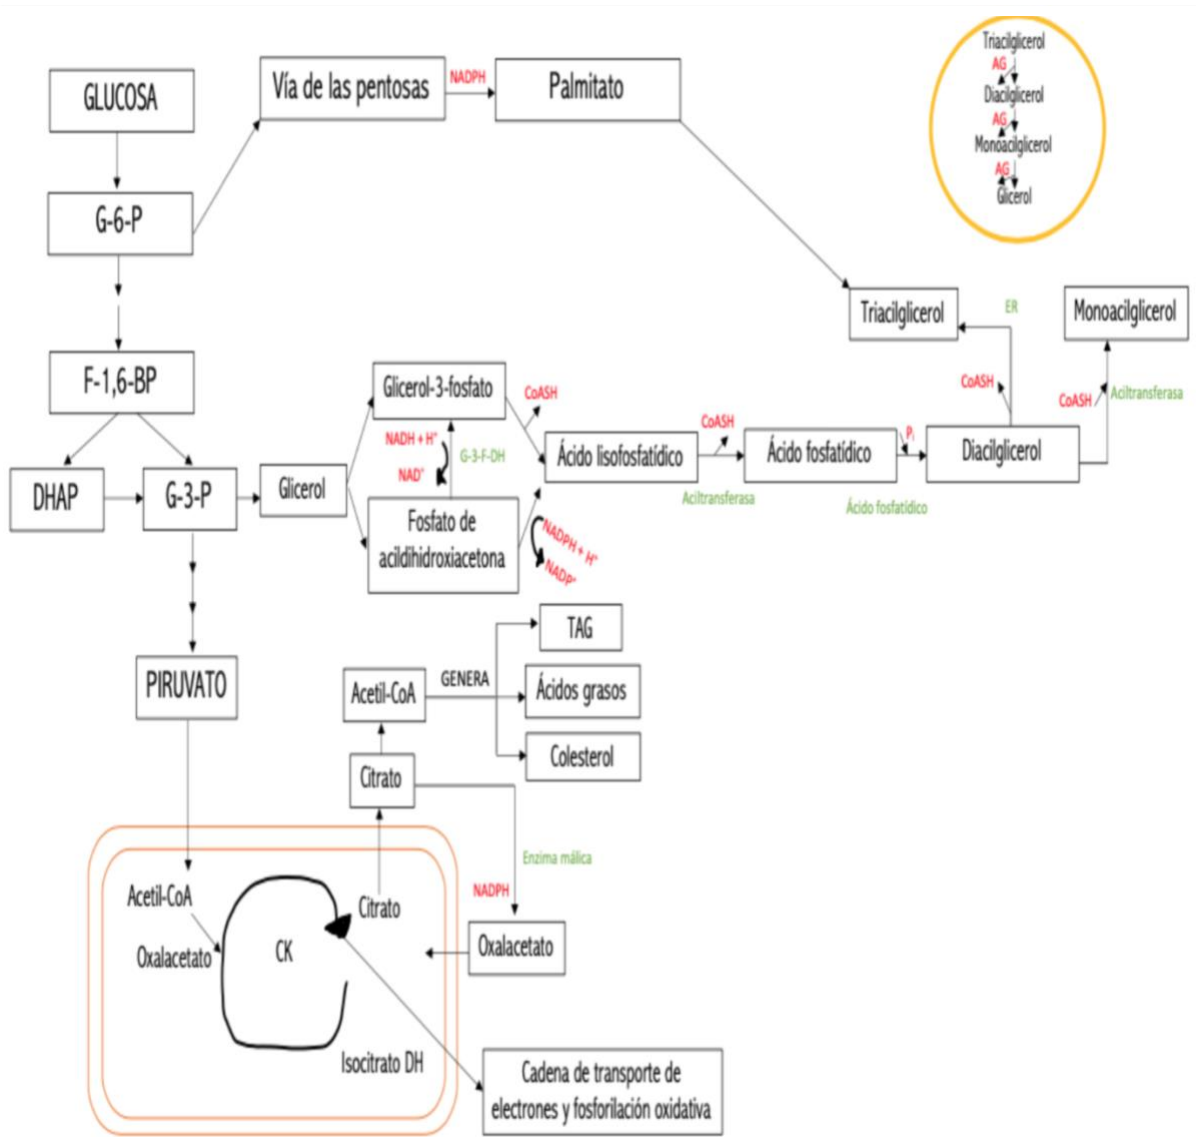 GLUCOSA
Vía de las pentosas
NADPH
Palmitato
Triacilglicerol
AG
Diacilglicerol
AG
Monoacilglicerol
AG
Glicerol
G-6-P
F-1,6-BP
DHAP
G-3-P
Glicerol
Glicerol-3-fosfato
NADH + H⁺
NAD⁺
G-3-F-DH
Fosfato de
acildihidroxiacetona
CoASH
NADPH + H⁺
NADP⁺
Ácido lisofosfatídico
CoASH
Aciltransferasa
Ácido fosfatídico
Pᵢ
Ácido fosfatídico
Diacilglicerol
CoASH
ER
Triacilglicerol
CoASH
Aciltransferasa
Monoacilglicerol
PIRUVATO
Acetil-CoA
GENERA
TAG
Ácidos grasos
Colesterol
Citrato
Enzima málica
NADPH
Oxalacetato
Acetil-CoA
Oxalacetato
CK
Citrato
Isocitrato DH
Cadena de transporte de
electrones y fosforilación oxidativa